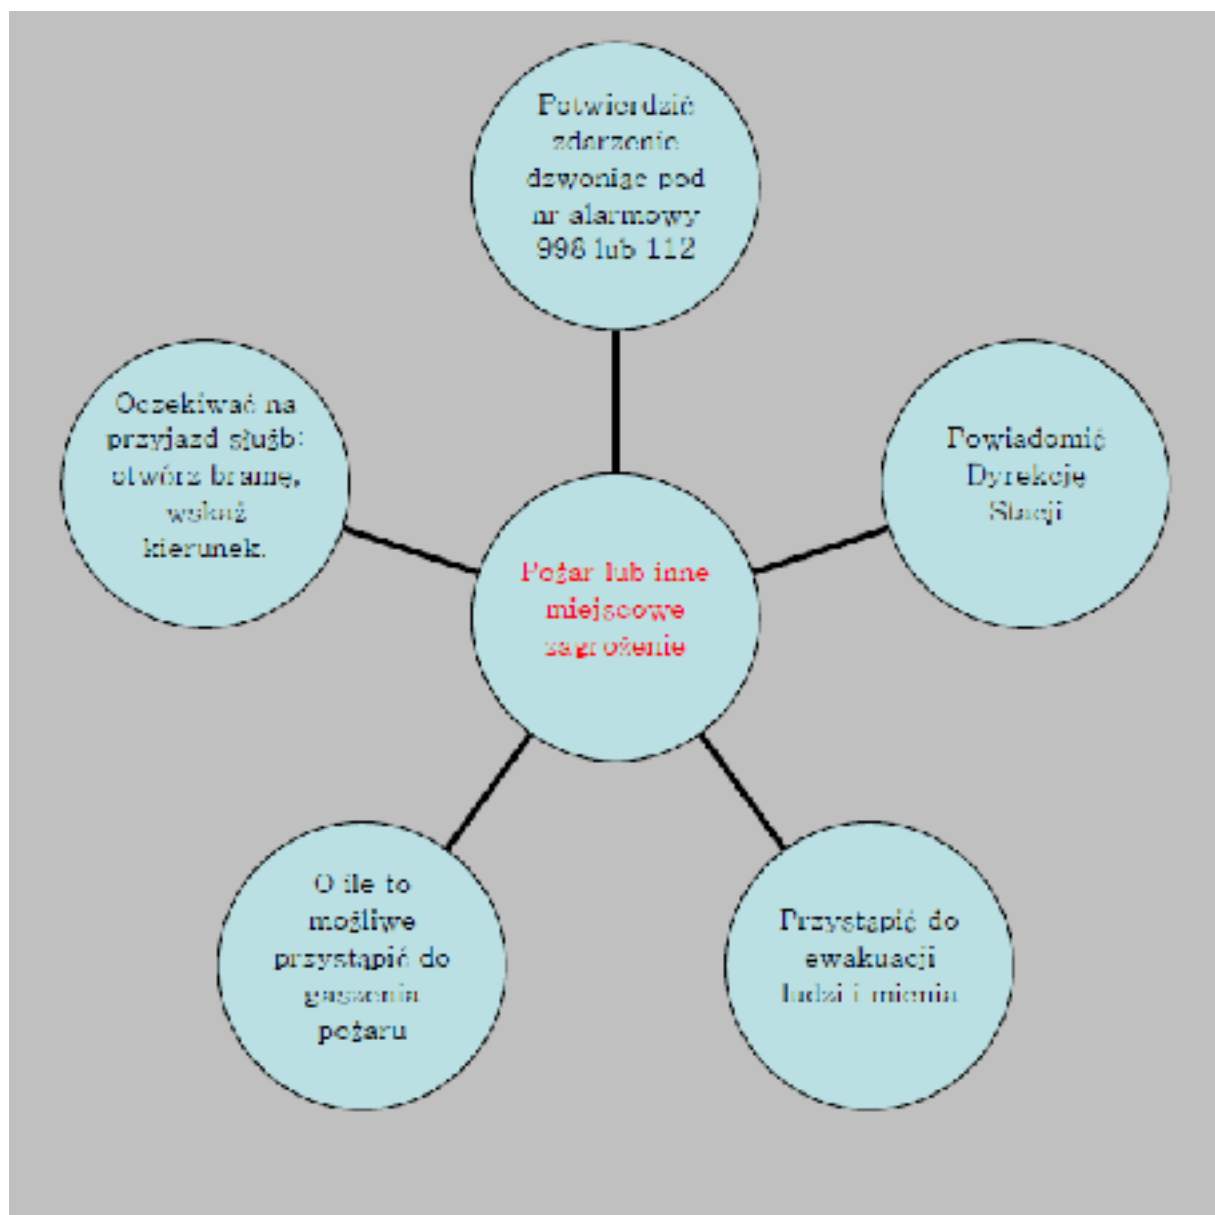 Potwierdzić
zdarzenie
dzwoniąc pod
nr alarmowy
998 lub 112
Powiadomić
Dyrekcję
Stacji
Przystąpić do
ewakuacji
ludzi i mienia
O ile to
możliwe
przystąpić do
gaszenia
pożaru
Oczekiwać na
przyjazd służb:
otwórz bramę,
wskaż
kierunek.
Pożar lub inne
miejscowe
zagrożenie